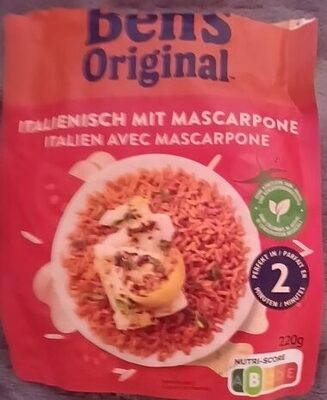 Ben's
Original
ITALIENISCH MIT MASCARPONE
ITALIEN AVEC MASCARPONE
PERFEKT IN / PARFAIT EN
2
MINUTEN / MINUTES
220g
NUTRI-SCORE
A B C D E